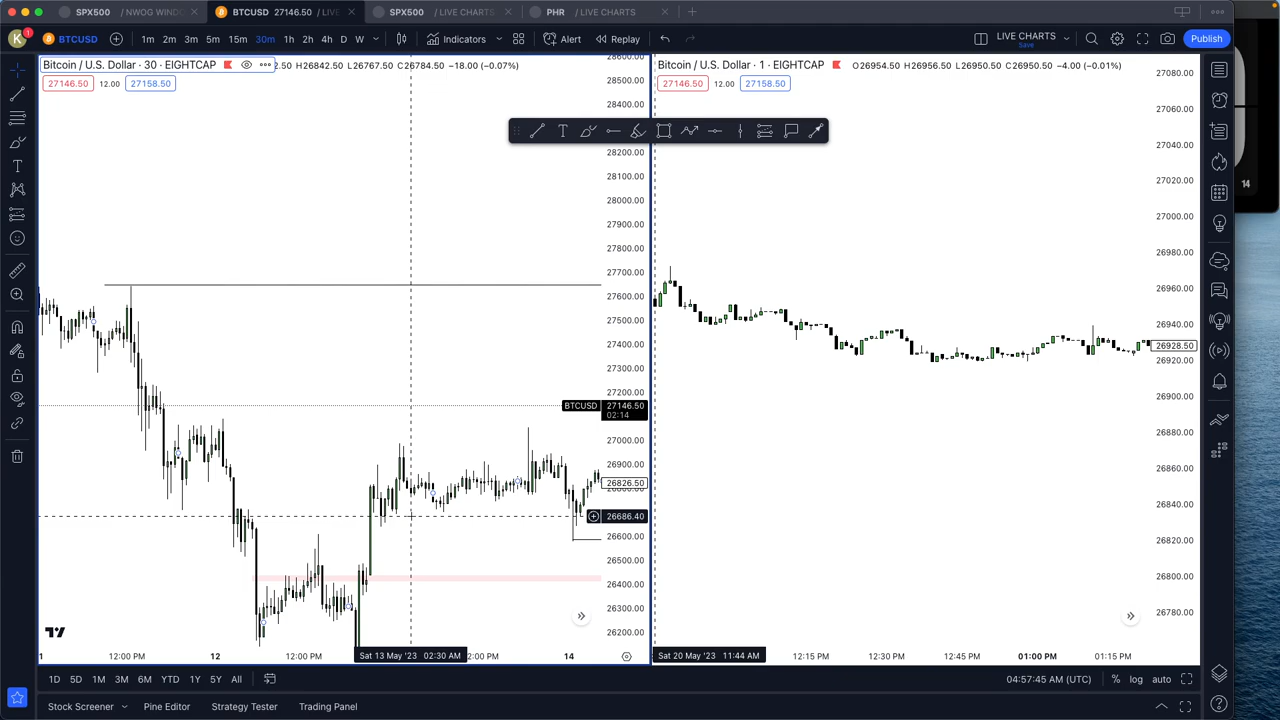 SPX500 / NWOG WINDO
BTCUSD 27146.50 / LIVE
SPX500 / LIVE CHARTS
PHR / LIVE CHARTS
K 1
BTCUSD
1m 2m 3m 5m 15m 30m 1h 2h 4h D W
Indicators
Alert
Replay
LIVE CHARTS
Save
Publish
Bitcoin / U.S. Dollar · 30 · EIGHTCAP
2.50 H26842.50 L26767.50 C26784.50 −18.00 (−0.07%)
27146.50 12.00 27158.50
28600.00
28500.00
28400.00
28200.00
28100.00
28000.00
27900.00
27800.00
27700.00
27600.00
27500.00
27400.00
27300.00
27200.00
BTCUSD 27146.50
02:14
27000.00
26900.00
26826.50
26686.40
26600.00
26500.00
26400.00
26300.00
26200.00
1 12:00 PM 12 12:00 PM Sat 13 May '23 02:30 AM 2:00 PM 14
Bitcoin / U.S. Dollar · 1 · EIGHTCAP
O26954.50 H26956.50 L26950.50 C26950.50 −4.00 (−0.01%)
27146.50 12.00 27158.50
27080.00
27060.00
27040.00
27020.00
27000.00
26980.00
26960.00
26940.00
26928.50
26920.00
26900.00
26880.00
26860.00
26840.00
26820.00
26800.00
26780.00
Sat 20 May '23 11:44 AM 12:15 PM 12:30 PM 12:45 PM 01:00 PM 01:15 PM
1D 5D 1M 3M 6M YTD 1Y 5Y All
04:57:45 AM (UTC) % log auto
Stock Screener Pine Editor Strategy Tester Trading Panel
14